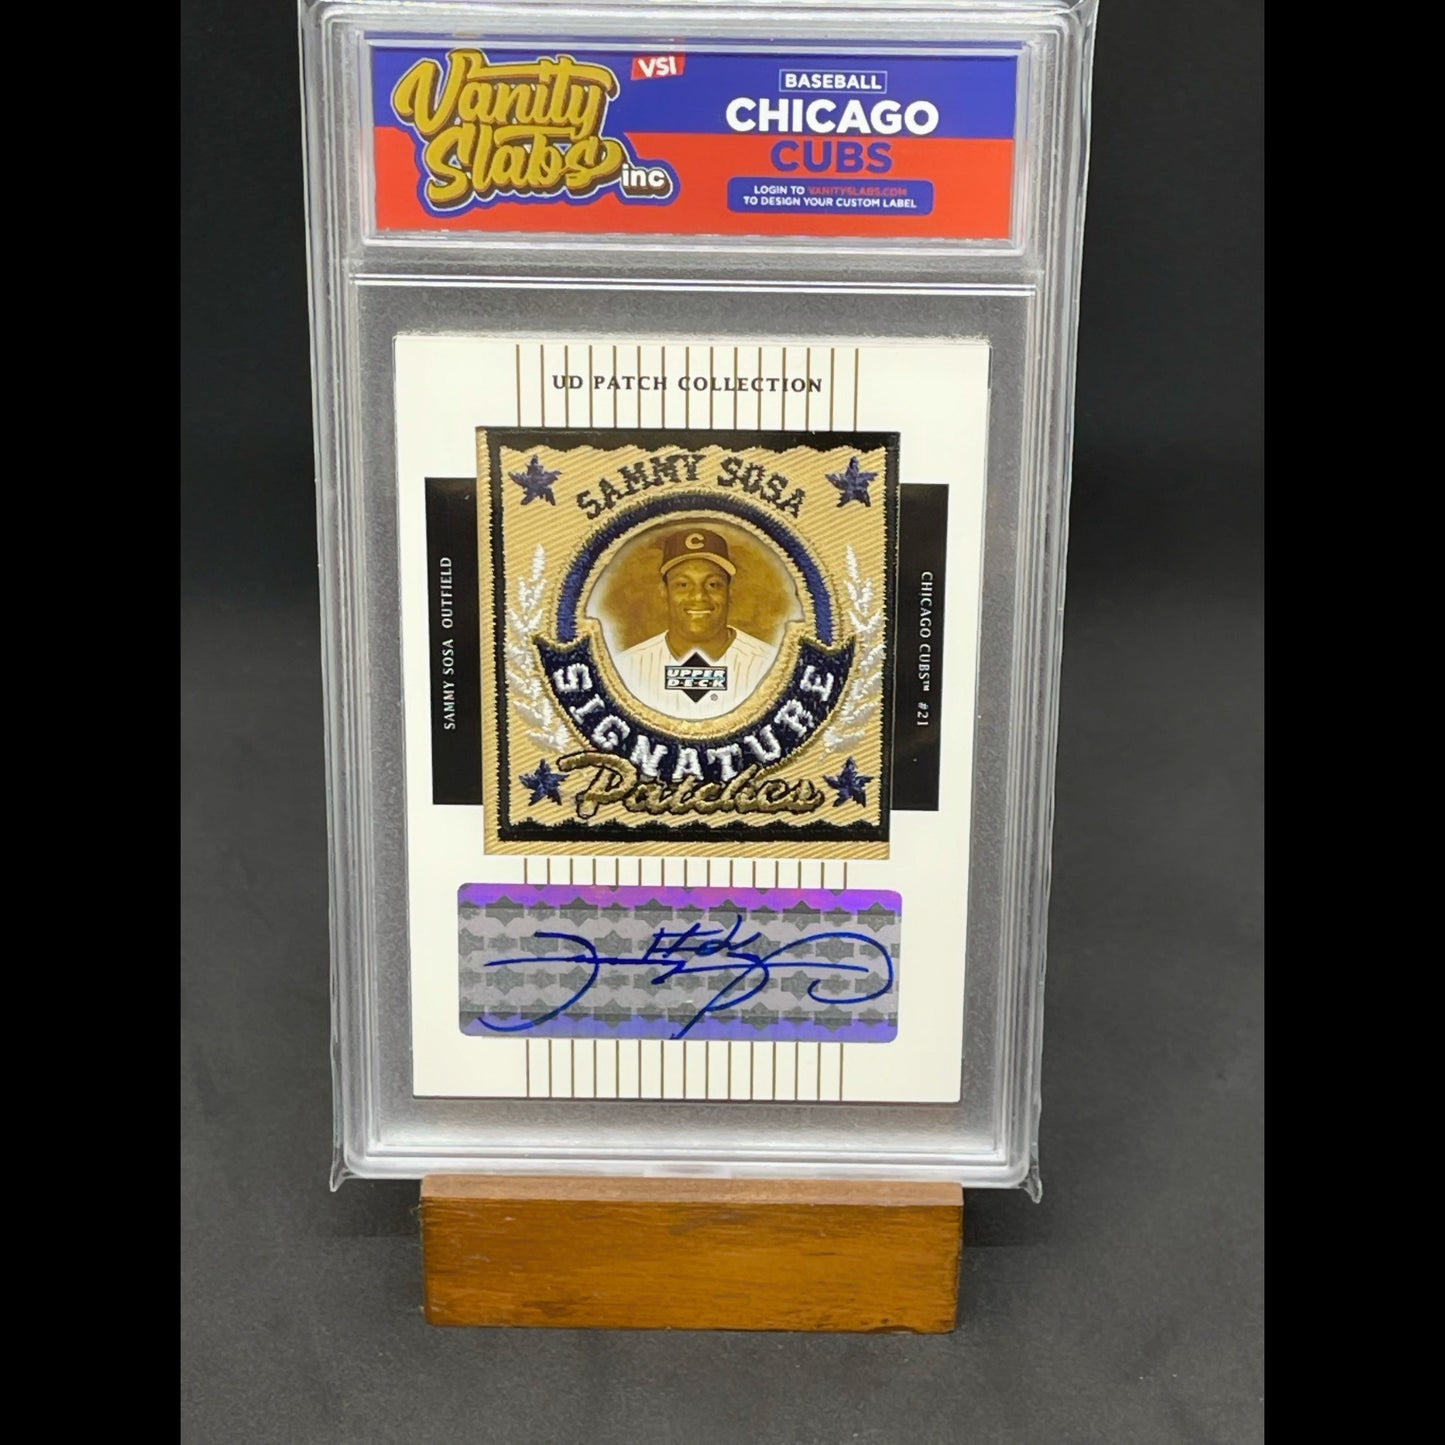 Vanity
Slabs inc
VSI
BASEBALL
CHICAGO
CUBS
LOGIN TO VANITYSLABS.COM
TO DESIGN YOUR CUSTOM LABEL
UD PATCH COLLECTION
SAMMY SOSA
C
UPPER
DECK
®
SIGNATURE
Patches
SAMMY SOSA OUTFIELD
CHICAGO CUBS™ #21